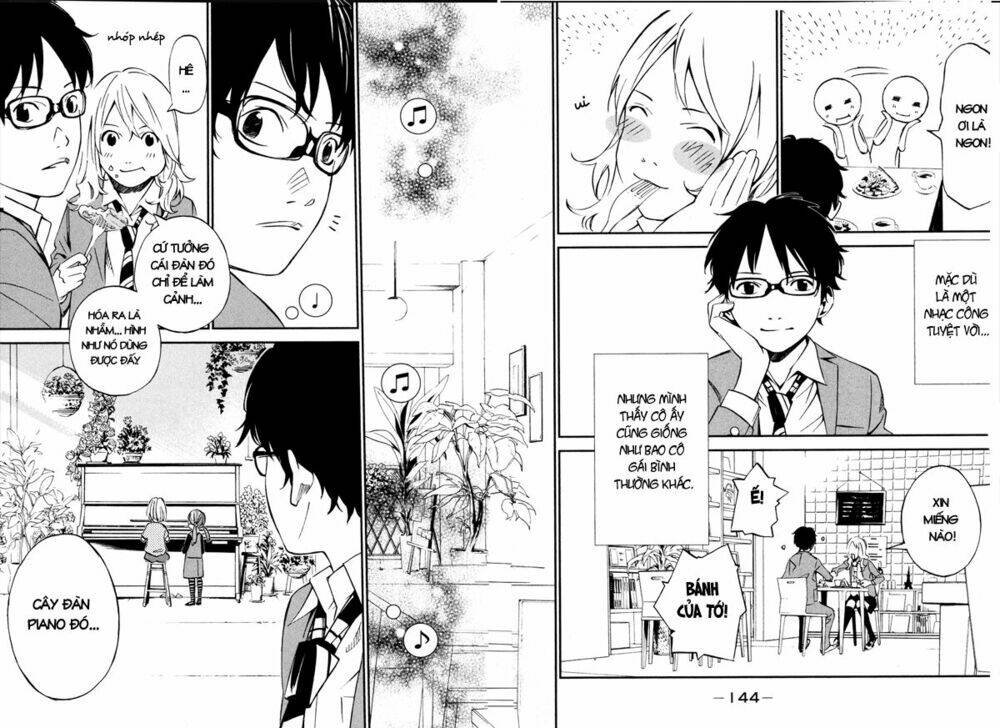 NGON
ƠI LÀ
NGON!
ui
MẶC DÙ
LÀ MỘT
NHẠC CÔNG
TUYỆT VỜI...
NHƯNG MÌNH
THẤY CÔ ẤY
CŨNG GIỐNG
NHƯ BAO CÔ
GÁI BÌNH
THƯỜNG KHÁC.
XIN
MIẾNG
NÀO!
Ế!
BÁNH
CỦA TỚ!
— 144 —
HÊ
...
nhóp nhép
CỨ TƯỞNG
CÁI ĐÀN ĐÓ
CHỈ ĐỂ LÀM
CẢNH...
HÓA RA LÀ
NHẦM... HÌNH
NHƯ NÓ DÙNG
ĐƯỢC ĐẤY
CÂY ĐÀN
PIANO ĐÓ...